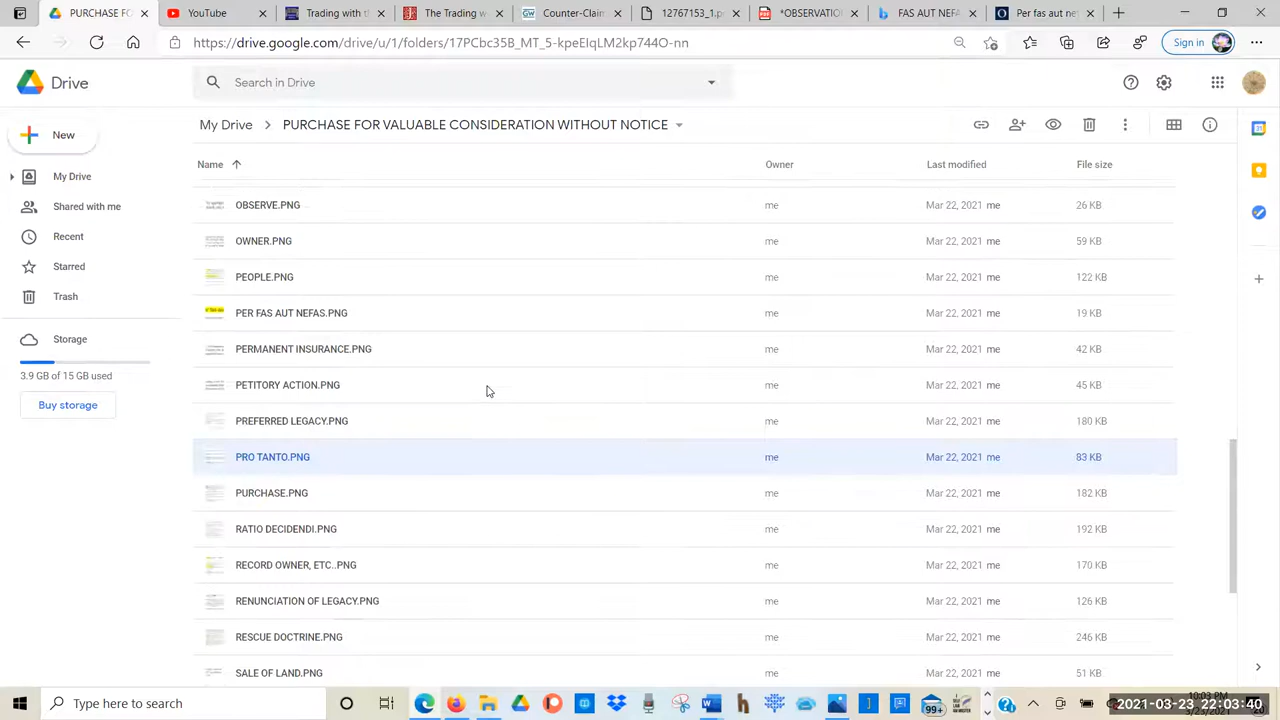 PURCHASE FO
YouTube
Trading with t
The Trading
Counter-Clai
12767153_1.p
*OBSERVATIO
FAS AUT NEFA
Per fas aut ne
https://drive.google.com/drive/u/1/folders/
Sign in
Drive
Search in Drive
New
My Drive
PURCHASE FOR VALUABLE CONSIDERATION WITHOUT NOTICE
Name
Owner
Last modified
File size
My Drive
Shared with me
Recent
Starred
Trash
Storage
3.9 GB of 15 GB used
Buy storage
OBSERVE.PNG me Mar 22, 2021 me 26 KB
OWNER.PNG me Mar 22, 2021 me 59 KB
PEOPLE.PNG me Mar 22, 2021 me 122 KB
PER FAS AUT NEFAS.PNG me Mar 22, 2021 me 19 KB
PERMANENT INSURANCE.PNG me Mar 22, 2021 me 42 KB
PETITORY ACTION.PNG me Mar 22, 2021 me 43 KB
PREFERRED LEGACY.PNG me Mar 22, 2021 me 180 KB
PRO TANTO.PNG me Mar 22, 2021 me 83 KB
PURCHASE.PNG me Mar 22, 2021 me 182 KB
RATIO DECIDENDI.PNG me Mar 22, 2021 me 192 KB
RECORD OWNER, ETC..PNG me Mar 22, 2021 me 170 KB
RENUNCIATION OF LEGACY.PNG me Mar 22, 2021 me 126 KB
RESCUE DOCTRINE.PNG me Mar 22, 2021 me 246 KB
SALE OF LAND.PNG me Mar 22, 2021 me 51 KB
Type here to search
99+
10:03 PM
2021-03-23 22:03:40